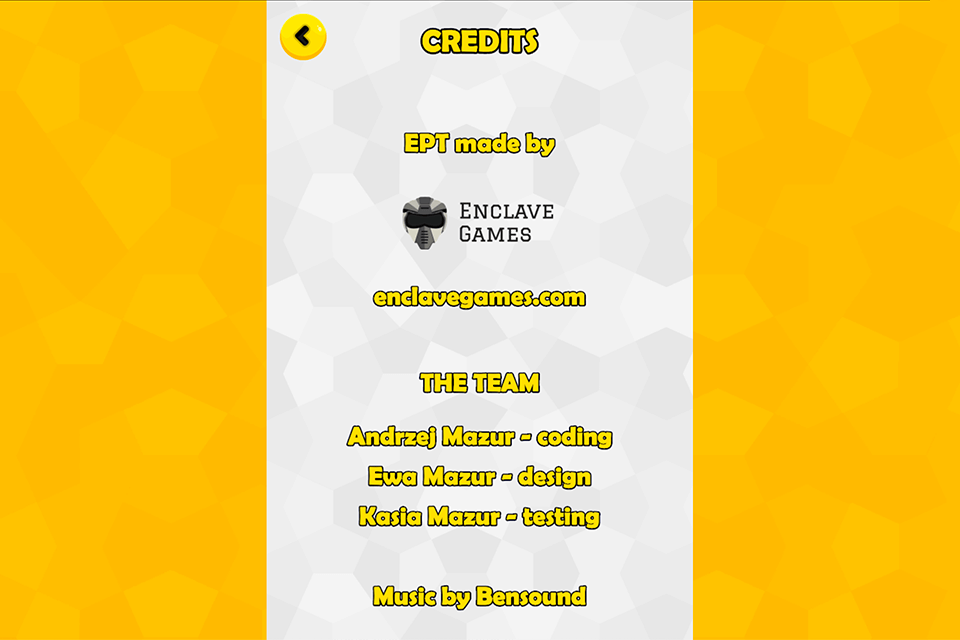 CREDITS
EPT made by
ENCLAVE
GAMES
enclavegames.com
THE TEAM
Andrzej Mazur - coding
Ewa Mazur - design
Kasia Mazur - testing
Music by Bensound